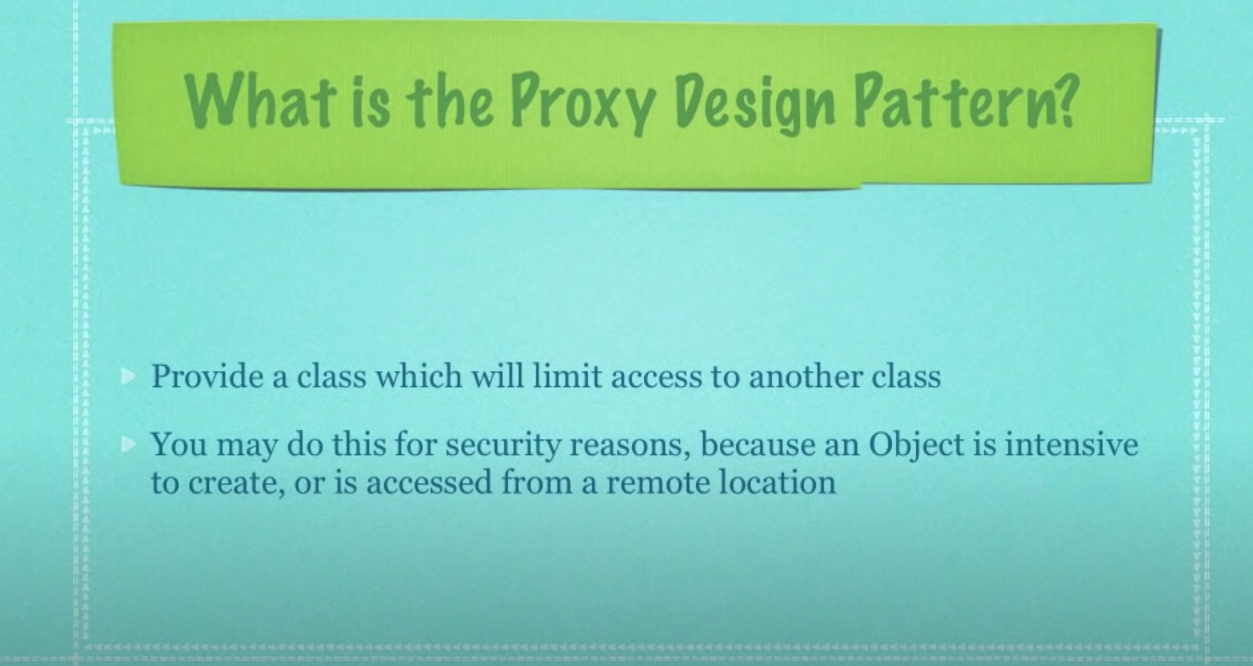 What is the Proxy Design Pattern?
Provide a class which will limit access to another class
You may do this for security reasons, because an Object is intensive
to create, or is accessed from a remote location